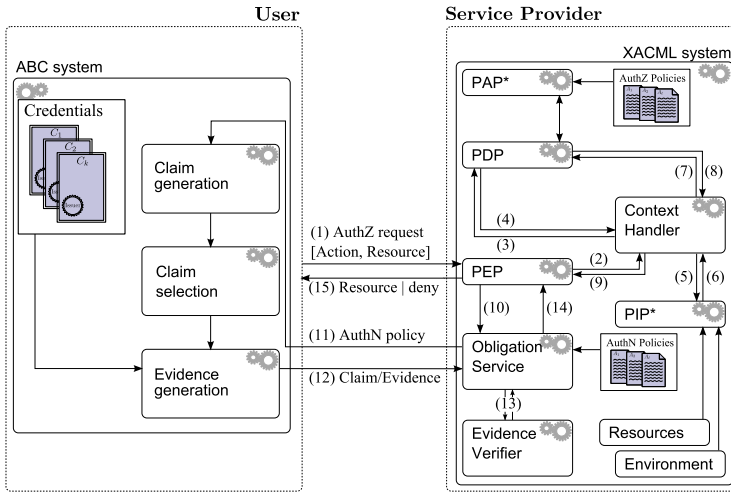 User
Service Provider
ABC system
XACML system
Credentials
C1
C2
Ck
Issuer
Claim
generation
Claim
selection
Evidence
generation
(1) AuthZ request
[Action, Resource]
(15) Resource | deny
(11) AuthN policy
(12) Claim/Evidence
PAP*
AuthZ Policies
PDP
(7)
(8)
(4)
(3)
Context
Handler
PEP
(2)
(9)
(5)
(6)
(10)
(14)
PIP*
Obligation
Service
AuthN Policies
(13)
Evidence
Verifier
Resources
Environment